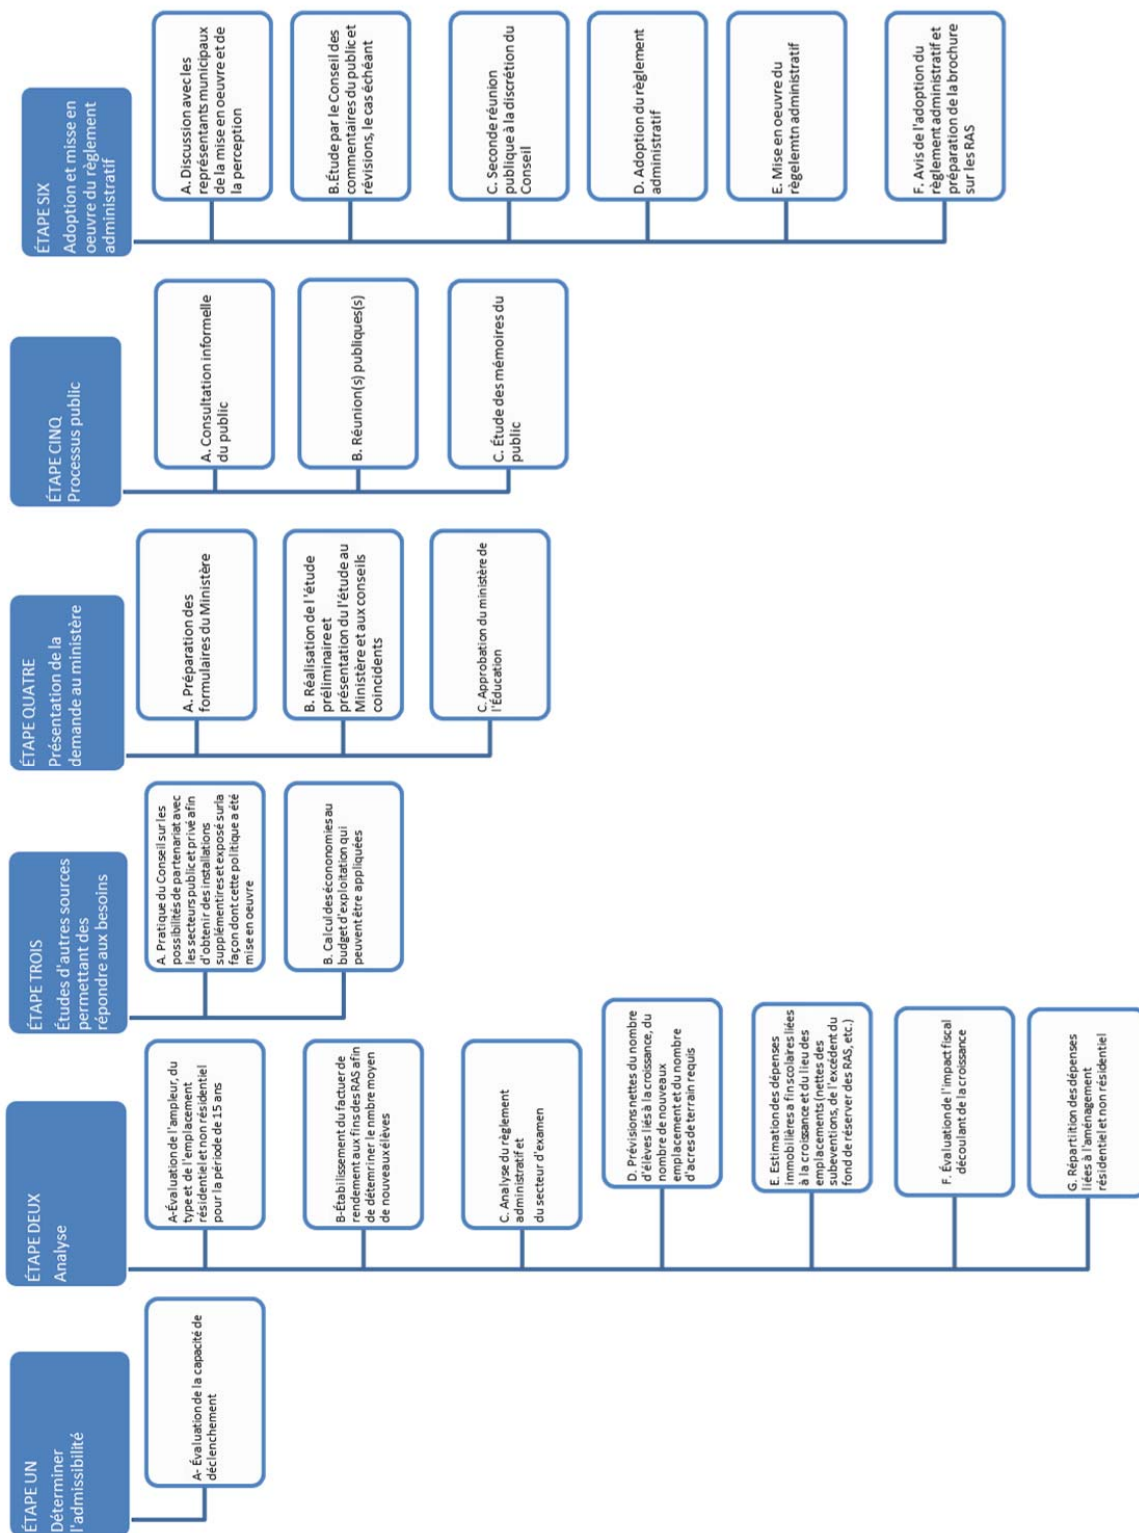 ÉTAPE UN
Déterminer
l'admissibilité
A- Évaluation de la capacité de
déclenchement
ÉTAPE DEUX
Analyse
A-Évaluation de l'ampleur, du
type et de l'emplacement
résidentiel et non résidentiel
pour la période de 15 ans
B-Établissement du factuer de
rendement aux fins des RAS afin
de déterminer le nmbre moyen
de nouveaux élèves
C. Analyse du règlement
administratif et
du secteur d'examen
D. Prévisions nettes du nombre
d'élèves liés à la croissance, du
nombre de nouveaux
emplacement et du nombre
d'acres de terrain requis
E. Estimation des dépenses
immobilières a fin scolaires liées
à la croissance et du lieu des
emplacements (nettes des
subeventions, de l'excédent du
fond de réserver des RAS, etc.)
F. Évaluation de l'impact fiscal
découlant de la croissance
G. Répartiition des dépenses
liées à l'aménagement
résidentiel et non résidentiel
ÉTAPE TROIS
Études d'autres sources
permettant des
répondre aux besoins
A. Pratique du Conseil sur les
possibilités de partenariat avec
les secteurs public et privé afin
d'obtenir des installations
supplémentires et exposé surla
façon dont cette politique a été
mise en oeuvre
B. Calcul des écononomies au
budget d'exploitation qui
peuvent être appliquées
ÉTAPE QUATRE
Présentation de la
demande au ministère
A. Préparation des
formulaires du Ministère
B. Réalisation de l'étude
préliminaire et
présentation du l'étude au
Ministère et aux conseils
coincidents
C. Approbation du ministère de
l'Éducation
ÉTAPE CINQ
Processus public
A. Consultation informelle
du public
B. Réunion(s) publiques(s)
C. Étude des mémoires du
public
ÉTAPE SIX
Adoption et misse en
oeuvre du règlement
administratif
A. Discussion avec les
représentants municipaux
de la mise en oeuvre et de
la perception
B.Étude par le Conseil des
commentaires du public et
révisions, le cas échéant
C. Seconde réunion
publique à la discrétion du
Conseil
D. Adoption du règlement
administratif
E. Mise en oeuvre du
règelemtn administratif
F. Avis de l'adoption du
règlement administratif et
préparation de la brochure
sur les RAS